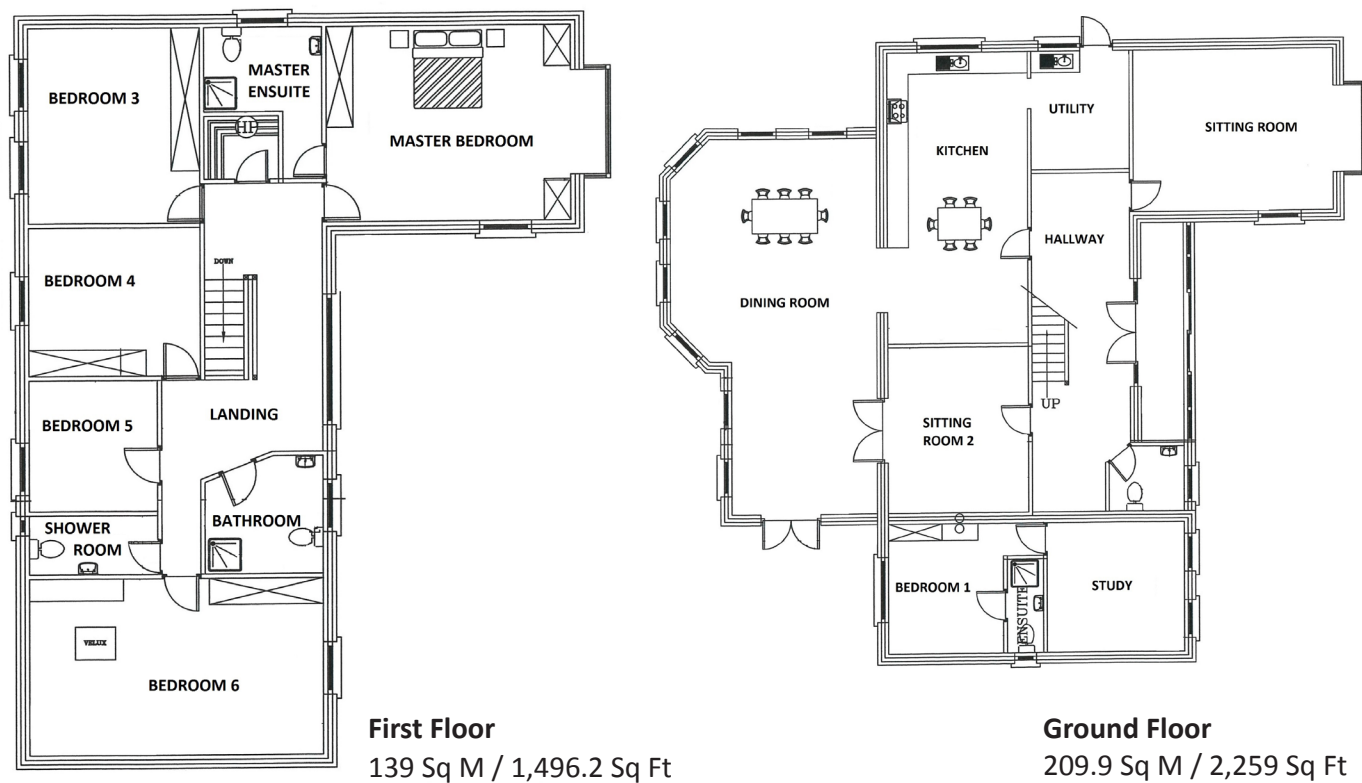 BEDROOM 3
MASTER
ENSUITE
HP
MASTER BEDROOM
BEDROOM 4
DOWN
BEDROOM 5
LANDING
SHOWER
ROOM
BATHROOM
VELUX
BEDROOM 6
First Floor
139 Sq M / 1,496.2 Sq Ft
UTILITY
SITTING ROOM
KITCHEN
HALLWAY
DINING ROOM
UP
SITTING
ROOM 2
BEDROOM 1
ENSUITE
STUDY
Ground Floor
209.9 Sq M / 2,259 Sq Ft